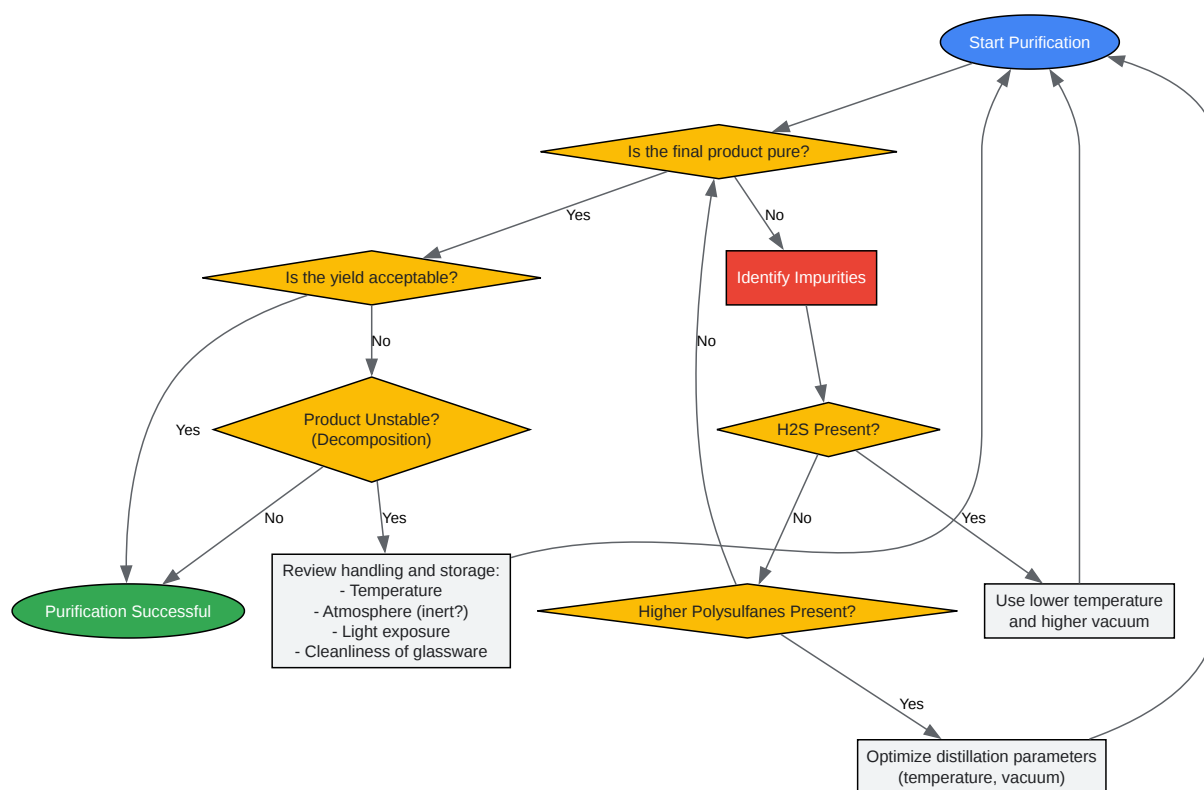 Start Purification
Is the final product pure?
Yes
No
Is the yield acceptable?
Identify Impurities
No
No
Product Unstable?
(Decomposition)
H2S Present?
Yes
No
Yes
No
Yes
Review handling and storage:
- Temperature
- Atmosphere (inert?)
- Light exposure
- Cleanliness of glassware
Purification Successful
Higher Polysulfanes Present?
Use lower temperature
and higher vacuum
Yes
Optimize distillation parameters
(temperature, vacuum)